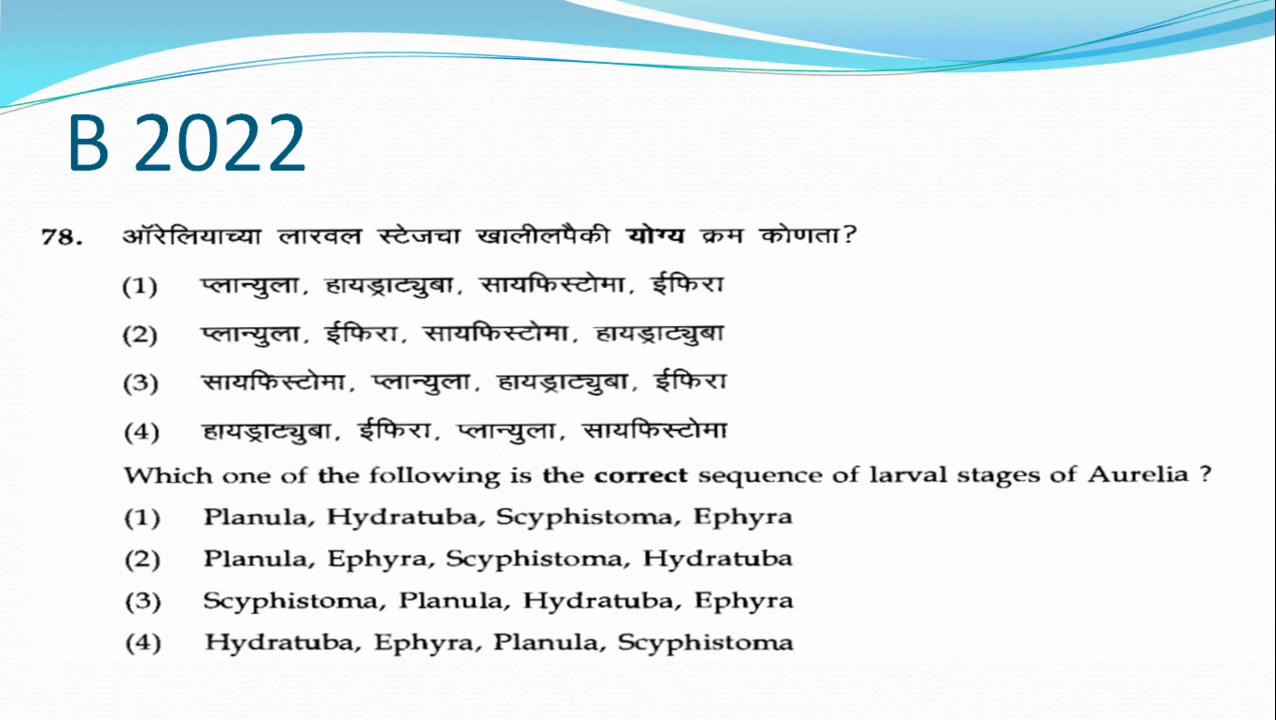 B 2022
78. ऑरेलियाच्या लारवल स्टेजचा खालीलपैकी योग्य क्रम कोणता?
(1) प्लान्युला, हायड्राट्युबा, सायफिस्टोमा, ईफिरा
(2) प्लान्युला, ईफिरा, सायफिस्टोमा, हायड्राट्युबा
(3) सायफिस्टोमा, प्लान्युला, हायड्राट्युबा, ईफिरा
(4) हायड्राट्युबा, ईफिरा, प्लान्युला, सायफिस्टोमा
Which one of the following is the correct sequence of larval stages of Aurelia ?
(1) Planula, Hydratuba, Scyphistoma, Ephyra
(2) Planula, Ephyra, Scyphistoma, Hydratuba
(3) Scyphistoma, Planula, Hydratuba, Ephyra
(4) Hydratuba, Ephyra, Planula, Scyphistoma